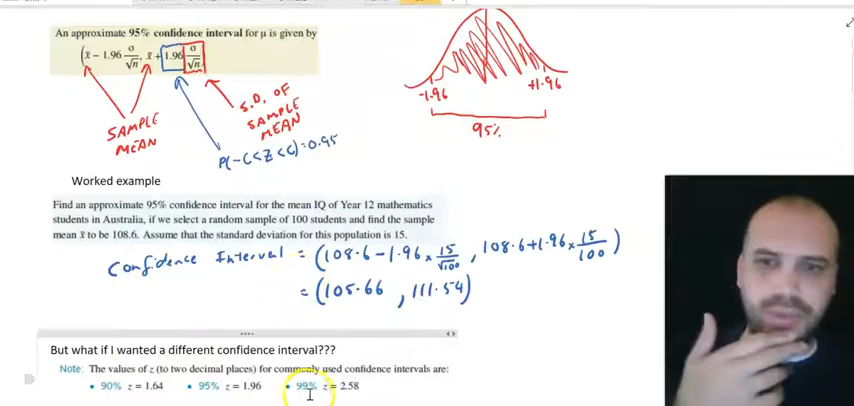 An approximate 95% confidence interval for μ is given by
(x̄ − 1.96 σ/√n, x̄ + 1.96 σ/√n)
SAMPLE
MEAN
S.D. OF
SAMPLE
MEAN
P(-C<Z<C)=0.95
-1.96
+1.96
95%
Worked example
Find an approximate 95% confidence interval for the mean IQ of Year 12 mathematics
students in Australia, if we select a random sample of 100 students and find the sample
mean x̄ to be 108.6. Assume that the standard deviation for this population is 15.
Confidence Interval = (108.6-1.96×15/√100, 108.6+1.96×15/100)
= (105.66, 111.54)
But what if I wanted a different confidence interval???
Note: The values of z (to two decimal places) for commonly used confidence intervals are:
• 90% z = 1.64 • 95% z = 1.96 • 99% z = 2.58